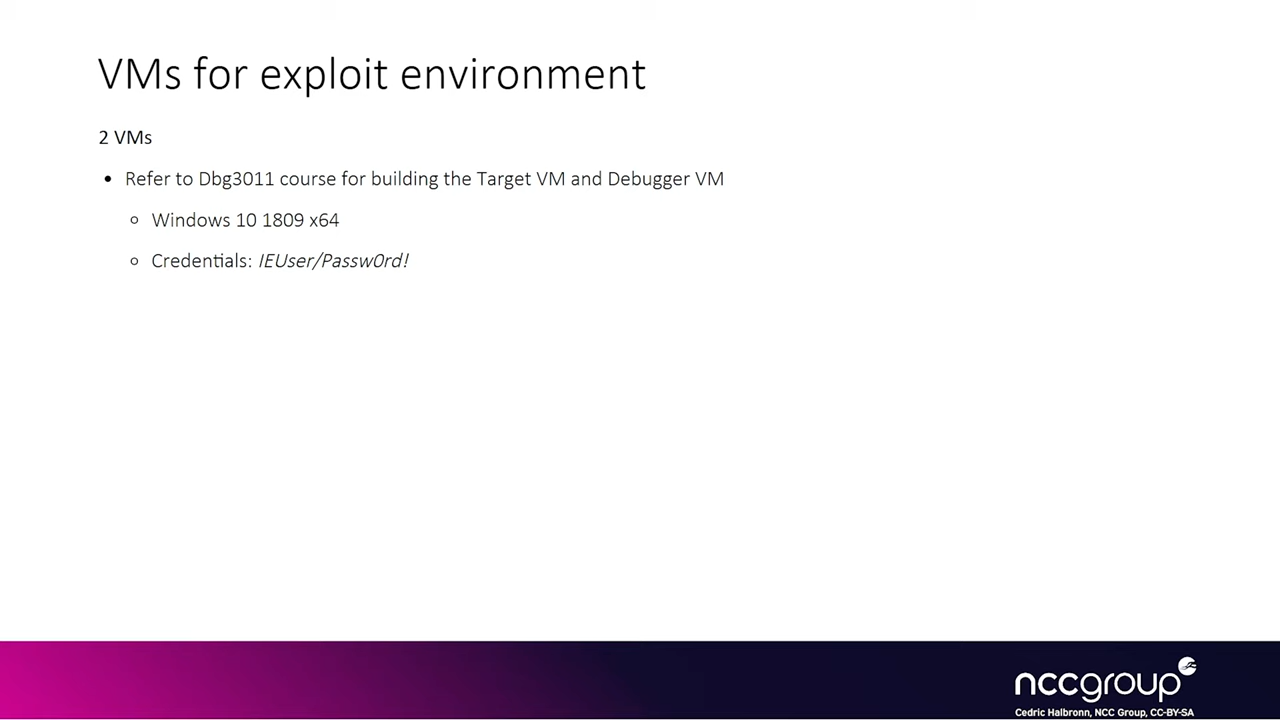 VMs for exploit environment
2 VMs
• Refer to Dbg3011 course for building the Target VM and Debugger VM
○ Windows 10 1809 x64
○ Credentials: IEUser/Passw0rd!
nccgroup
Cedric Halbronn, NCC Group, CC-BY-SA